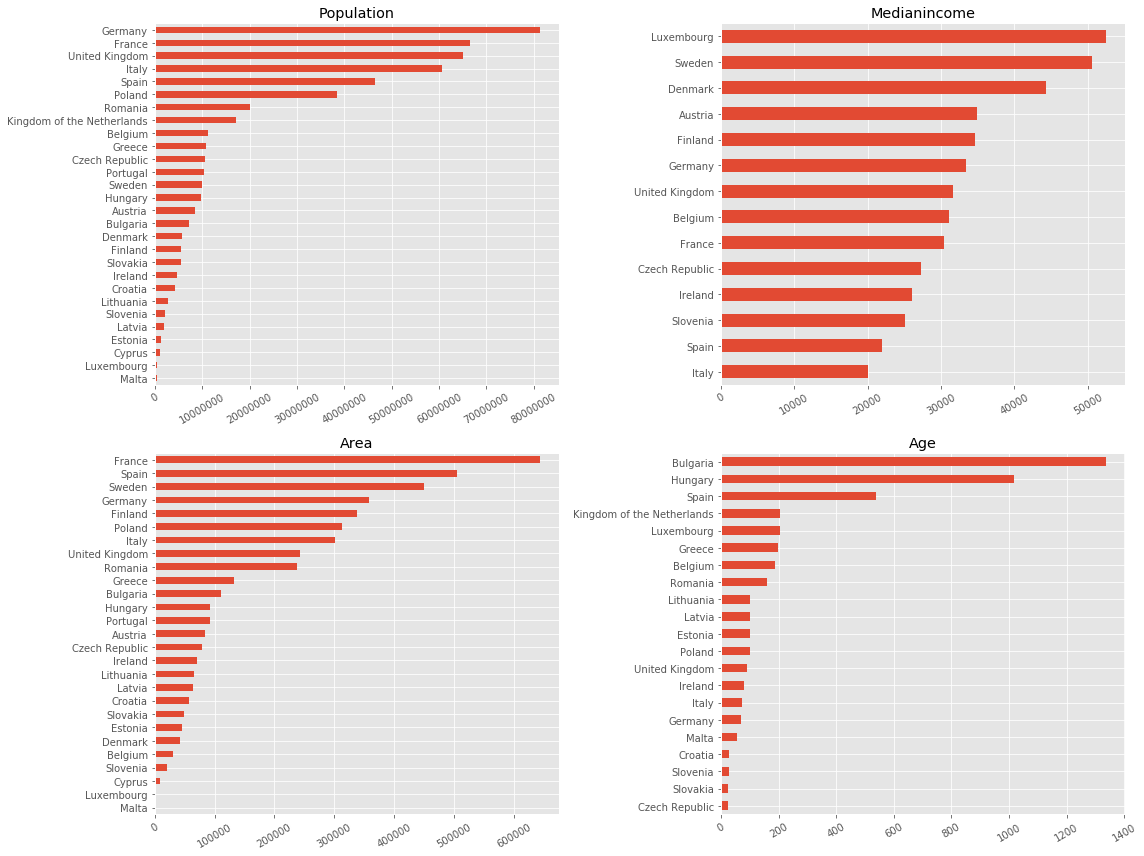 Population
Germany
France
United Kingdom
Italy
Spain
Poland
Romania
Kingdom of the Netherlands
Belgium
Greece
Czech Republic
Portugal
Sweden
Hungary
Austria
Bulgaria
Denmark
Finland
Slovakia
Ireland
Croatia
Lithuania
Slovenia
Latvia
Estonia
Cyprus
Luxembourg
Malta
0 10000000 20000000 30000000 40000000 50000000 60000000 70000000 80000000
Medianincome
Luxembourg
Sweden
Denmark
Austria
Finland
Germany
United Kingdom
Belgium
France
Czech Republic
Ireland
Slovenia
Spain
Italy
0 10000 20000 30000 40000 50000
Area
France
Spain
Sweden
Germany
Finland
Poland
Italy
United Kingdom
Romania
Greece
Bulgaria
Hungary
Portugal
Austria
Czech Republic
Ireland
Lithuania
Latvia
Croatia
Slovakia
Estonia
Denmark
Belgium
Slovenia
Cyprus
Luxembourg
Malta
0 100000 200000 300000 400000 500000 600000
Age
Bulgaria
Hungary
Spain
Kingdom of the Netherlands
Luxembourg
Greece
Belgium
Romania
Lithuania
Latvia
Estonia
Poland
United Kingdom
Ireland
Italy
Germany
Malta
Croatia
Slovenia
Slovakia
Czech Republic
0 200 400 600 800 1000 1200 1400